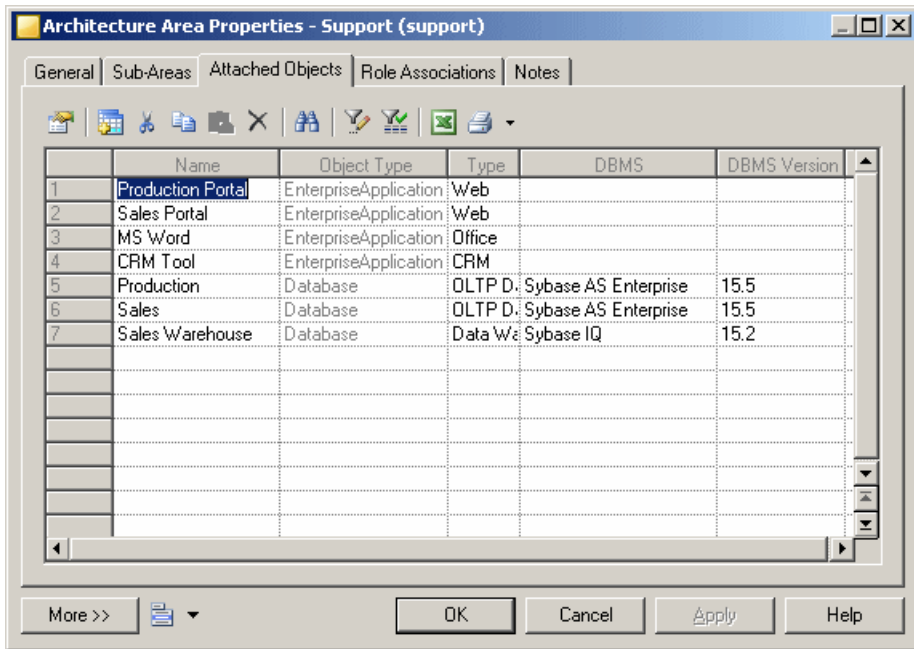 Architecture Area Properties - Support (support)
General Sub-Areas Attached Objects Role Associations Notes
Name Object Type Type DBMS DBMS Version
1 Production Portal EnterpriseApplication Web
2 Sales Portal EnterpriseApplication Web
3 MS Word EnterpriseApplication Office
4 CRM Tool EnterpriseApplication CRM
5 Production Database OLTP D Sybase AS Enterprise 15.5
6 Sales Database OLTP D Sybase AS Enterprise 15.5
7 Sales Warehouse Database Data Wa Sybase IQ 15.2
More >> OK Cancel Apply Help